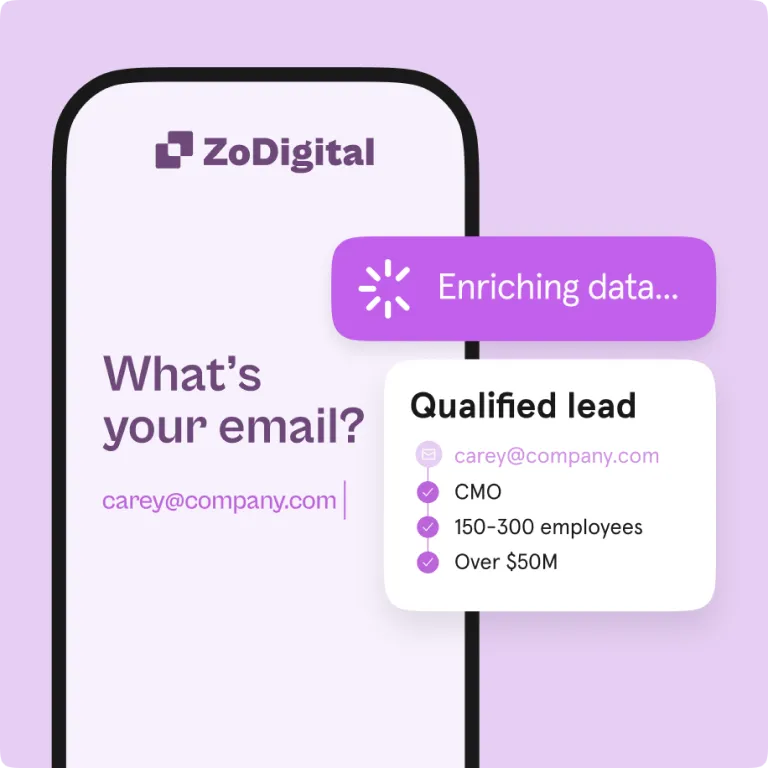 ZoDigital
What's
your email?
carey@company.com
Enriching data...
Qualified lead
carey@company.com
CMO
150-300 employees
Over $50M